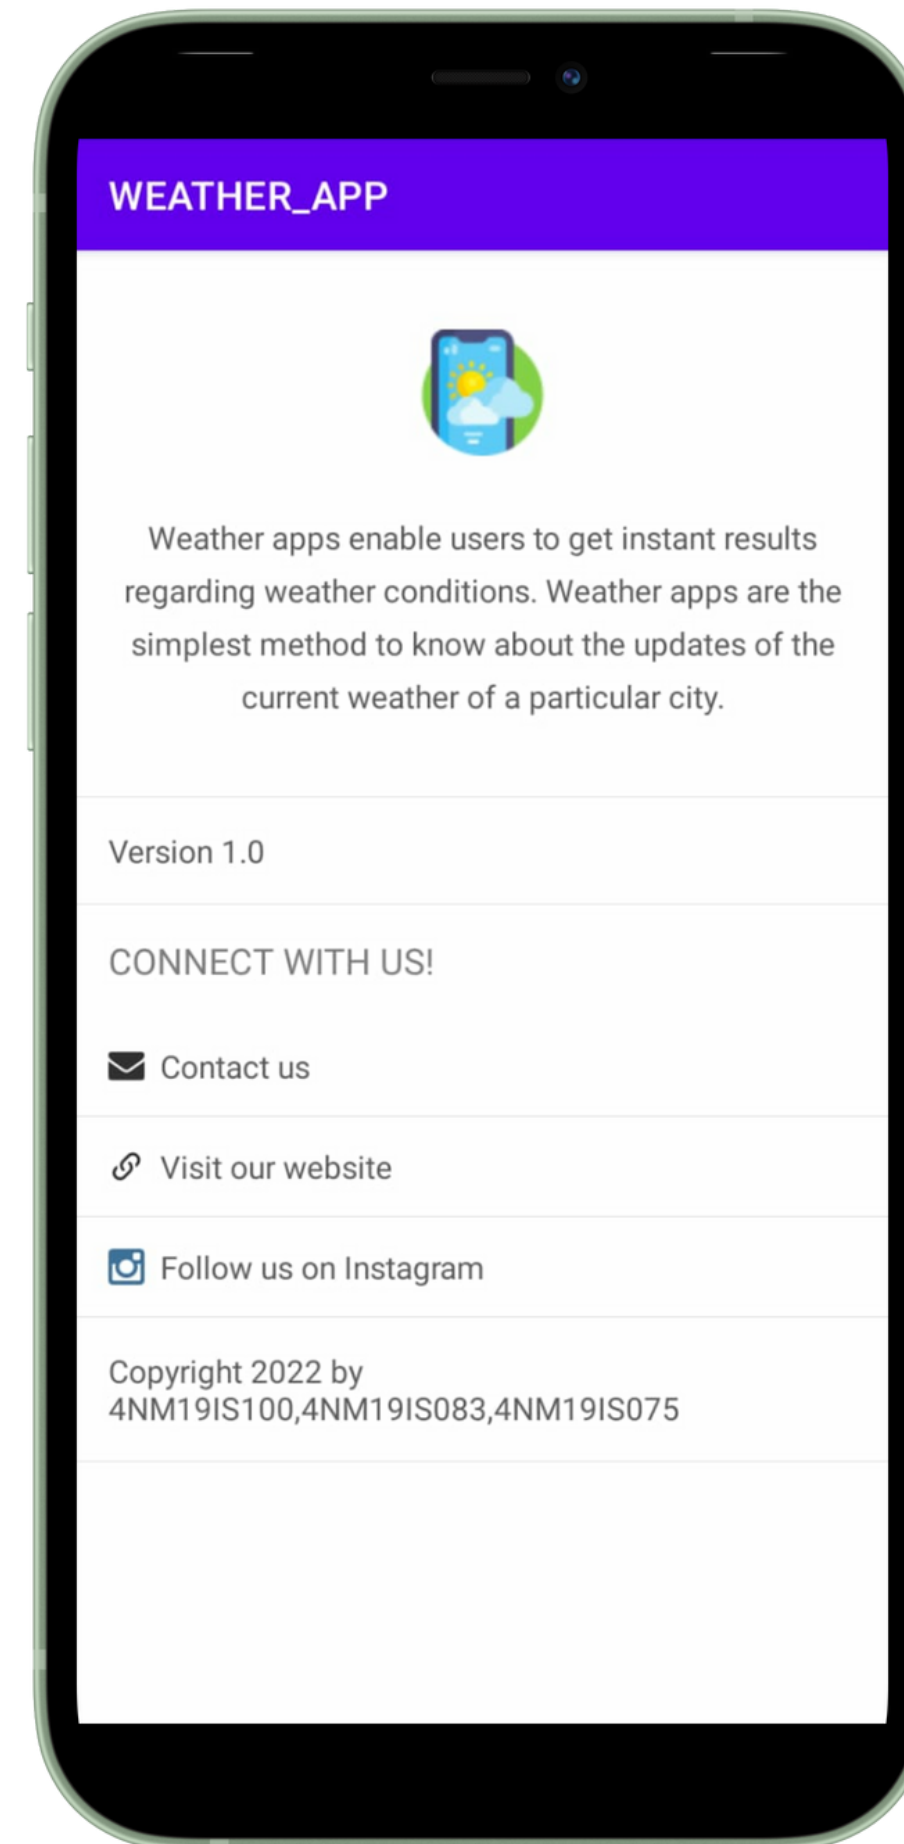 WEATHER_APP
Weather apps enable users to get instant results
regarding weather conditions. Weather apps are the
simplest method to know about the updates of the
current weather of a particular city.
Version 1.0
CONNECT WITH US!
Contact us
Visit our website
Follow us on Instagram
Copyright 2022 by
4NM19IS100,4NM19IS083,4NM19IS075